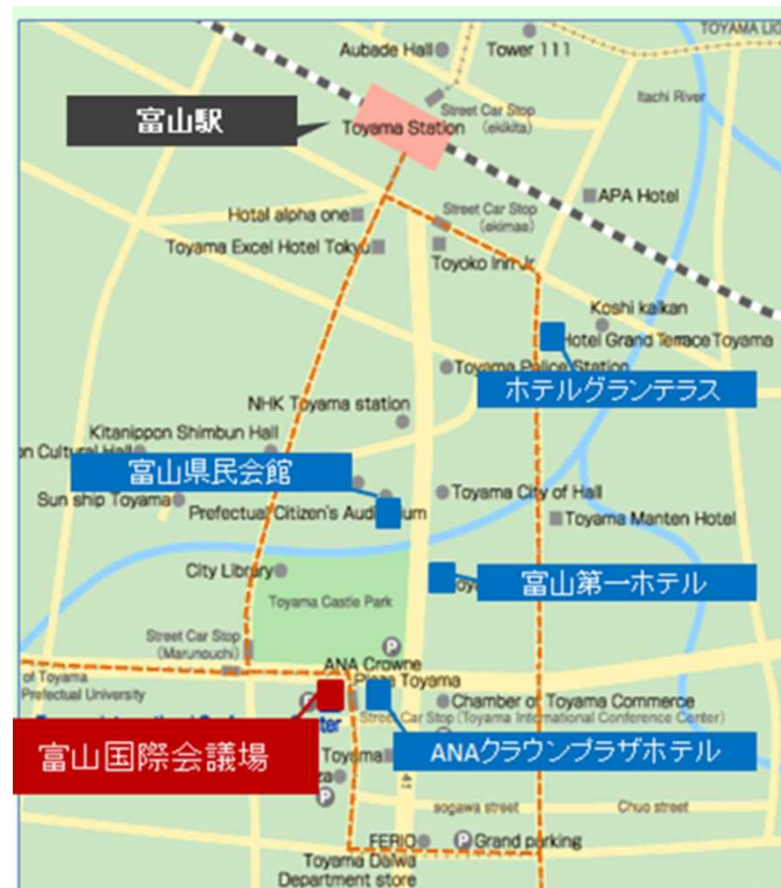 TOYAMA
Aubade Hall
Tower 111
Itachi River
Street Car Stop
(ekikita)
富山駅
Toyama Station
APA Hotel
Hotal alpha one
Street Car Stop
(ekimae)
Toyama Excel Hotel Tokyu
Toyoko Inn Jr.
Koshi kaikan
Hotel Grand Terrace Toyama
Toyama Police Station
ホテルグランテラス
NHK Toyama station
Kitanippon Shimbun Hall
on Cultural Hall
富山県民会館
Sun ship Toyama
Prefectual Citizen's Auditorium
Toyama City of Hall
Toyama Manten Hotel
City Library
富山第一ホテル
Toyama Castle Park
Street Car Stop
(Marunouchi)
P
ANA Crowne
Plaza Toyama
of Toyama
Prefectual University
Chamber of Toyama Commerce
Street Car Stop (Toyama International Conference Center)
富山国際会議場
ANAクラウンプラザホテル
Toyama
P
41
sogawa street
Chuo street
FERIO
P Grand parking
Toyama Daiwa
Department store